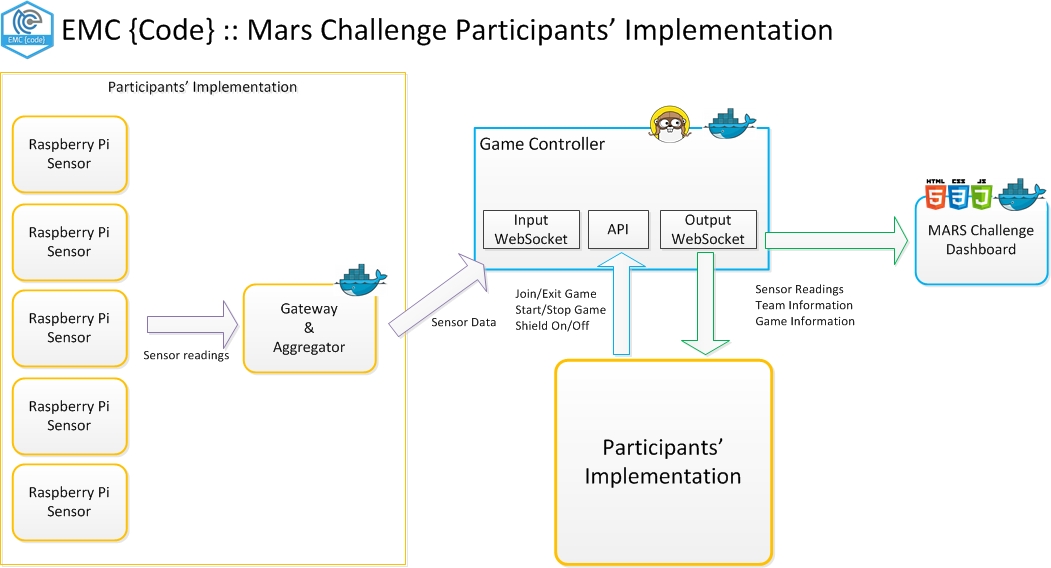 EMC {code}
EMC {Code} :: Mars Challenge Participants’ Implementation
Participants’ Implementation
Raspberry Pi
Sensor
Raspberry Pi
Sensor
Raspberry Pi
Sensor
Raspberry Pi
Sensor
Raspberry Pi
Sensor
Sensor readings
Gateway
&
Aggregator
Sensor Data
Game Controller
Input
WebSocket
API
Output
WebSocket
Join/Exit Game
Start/Stop Game
Shield On/Off
Sensor Readings
Team Information
Game Information
Participants’
Implementation
HTML
5
CSS
3
JS
MARS Challenge
Dashboard